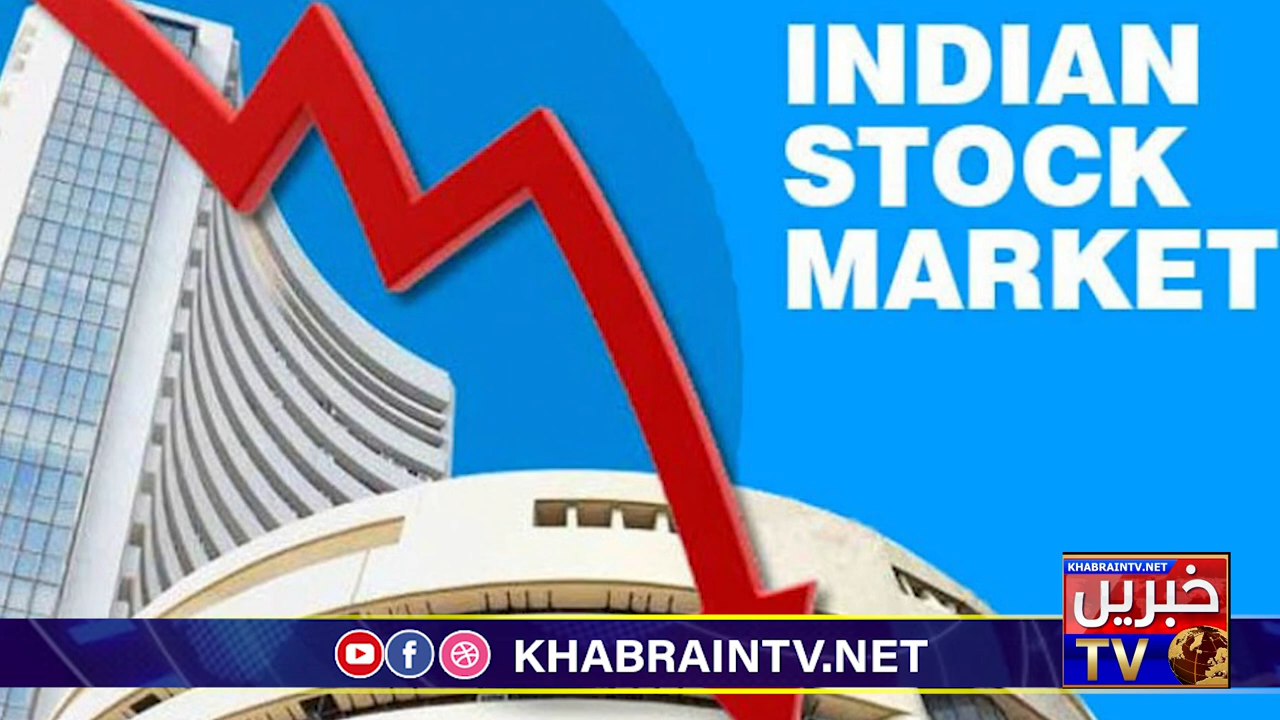 INDIAN
STOCK
MARKET
KHABRAINTV.NET
خبریں
TV
KHABRAINTV.NET